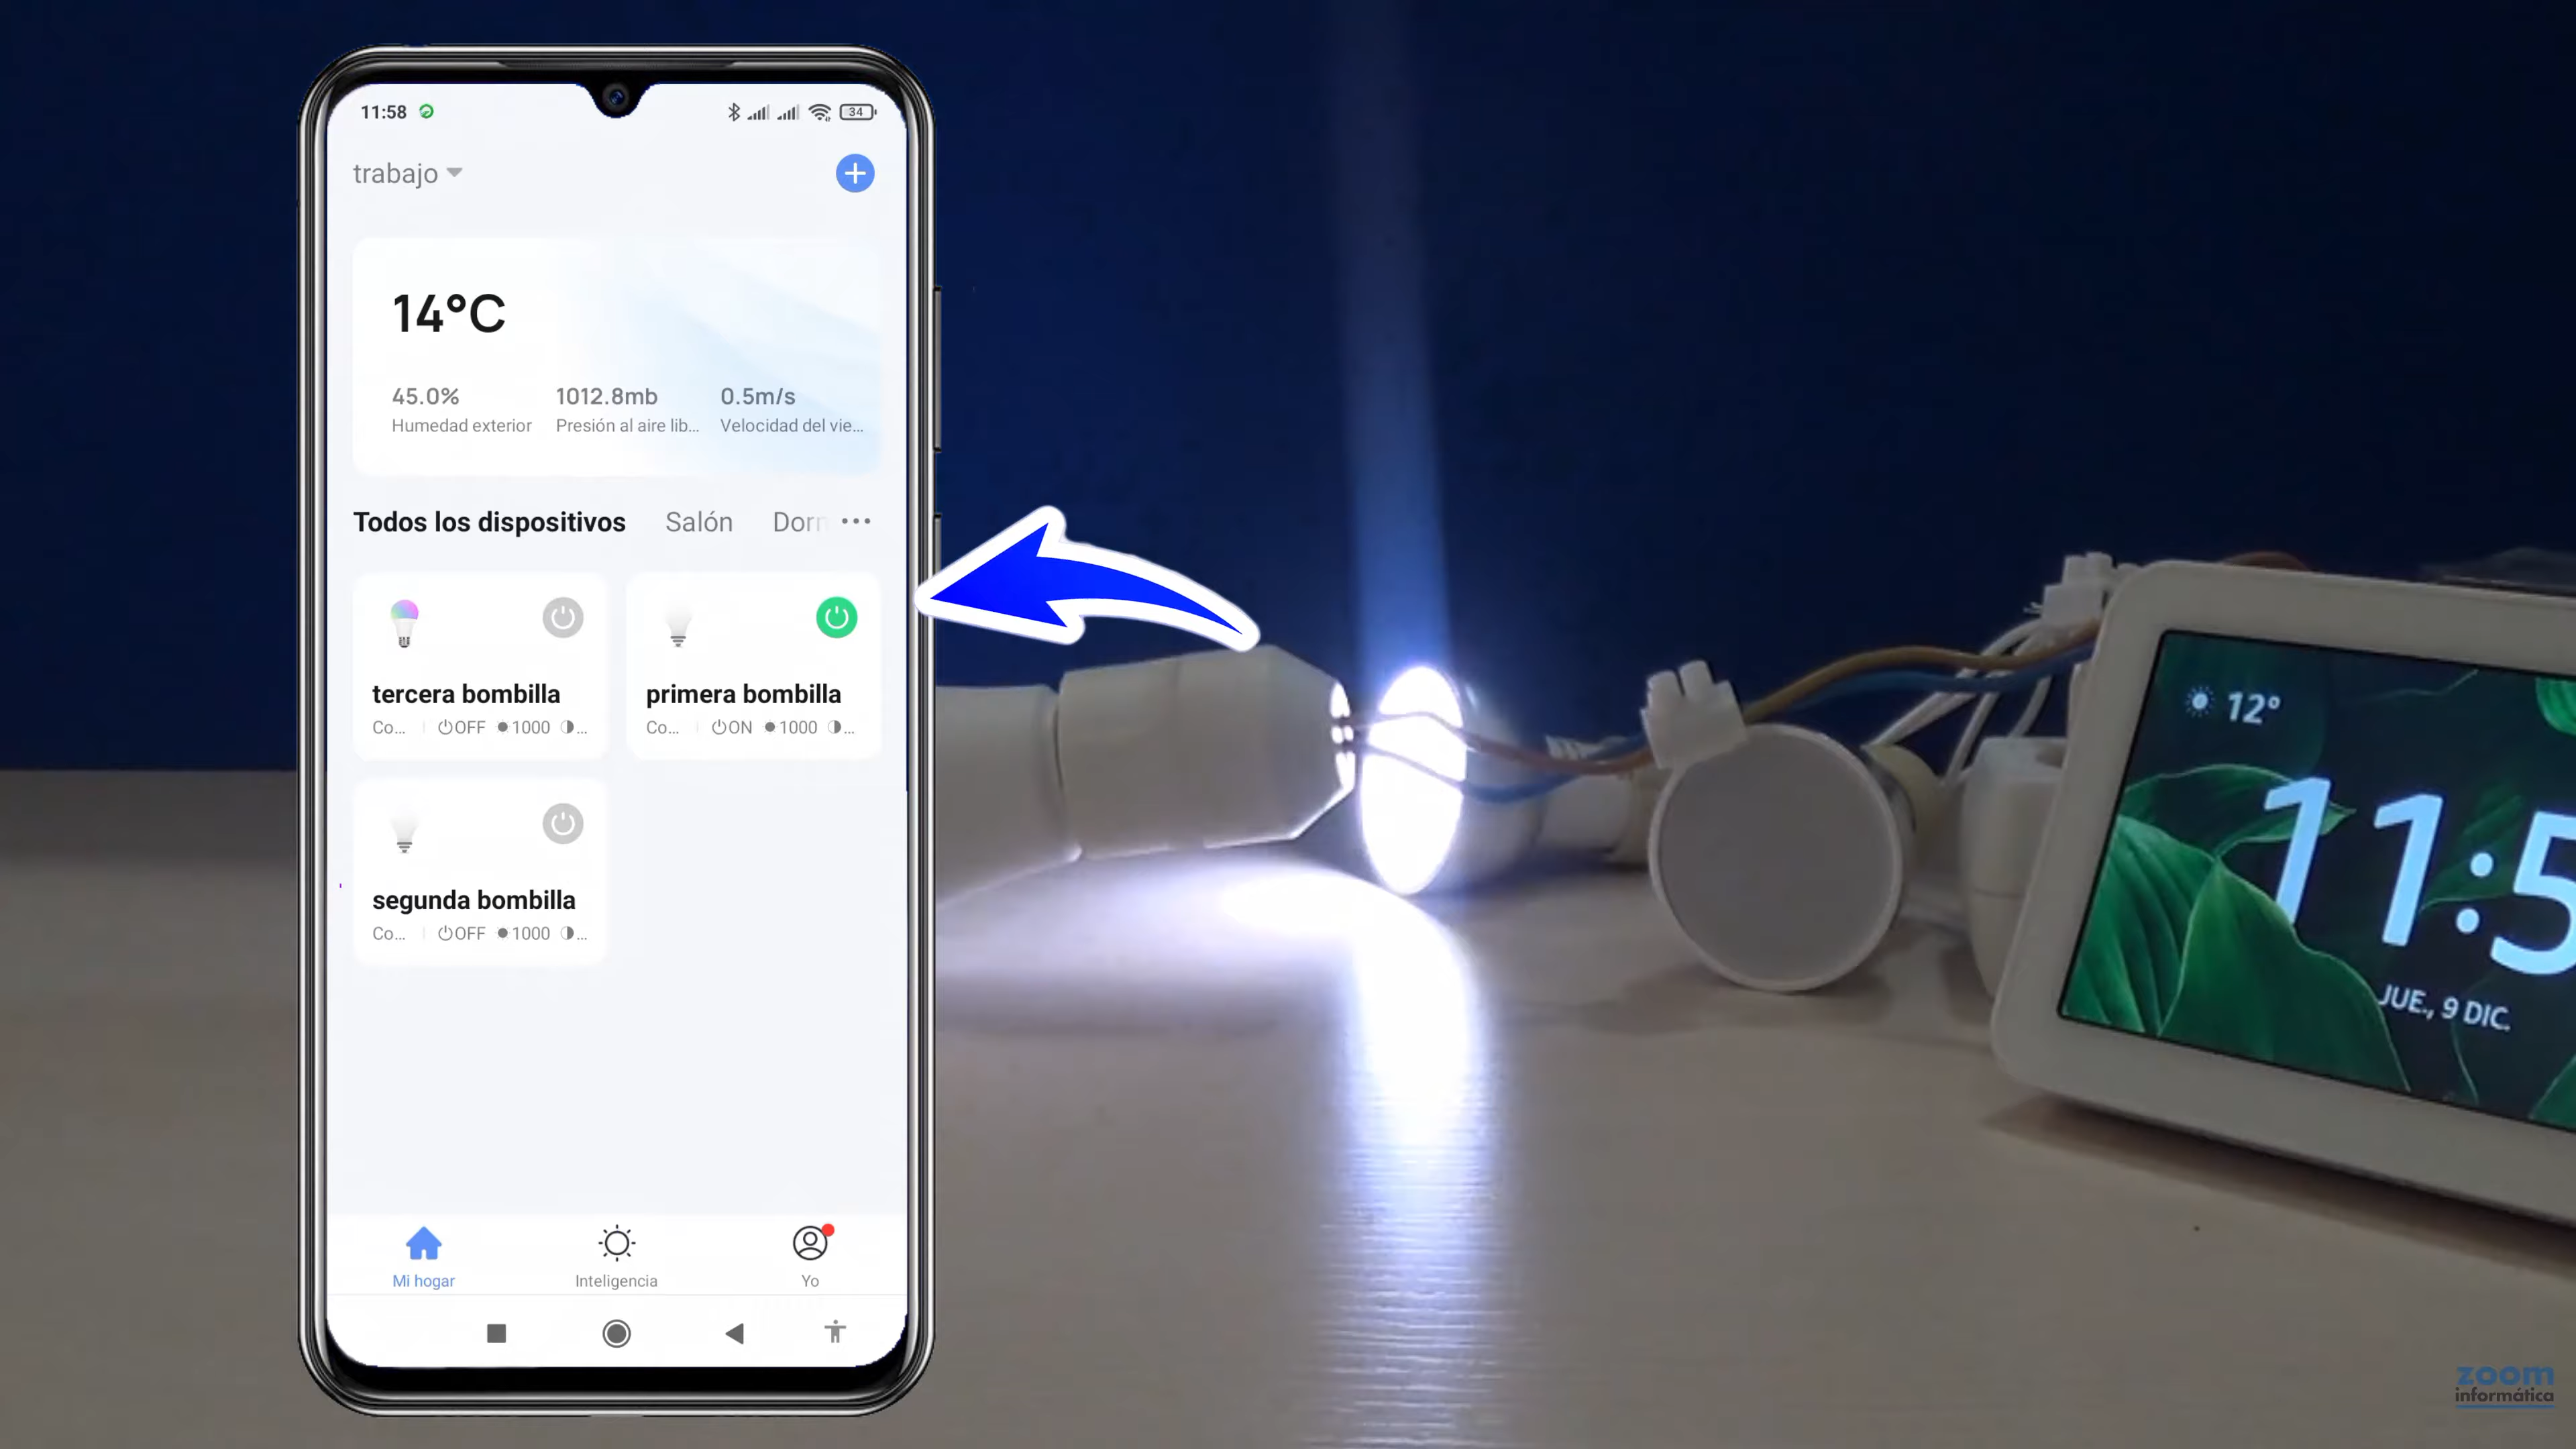 11:58
34
trabajo
14°C
45.0% 1012.8mb 0.5m/s
Humedad exterior Presión al aire lib... Velocidad del vie...
Todos los dispositivos Salón Dorm
tercera bombilla
Co... OFF 1000 ...
primera bombilla
Co... ON 1000 ...
segunda bombilla
Co... OFF 1000 ...
Mi hogar Inteligencia Yo
12°
11:5
JUE., 9 DIC.
zoom
informática